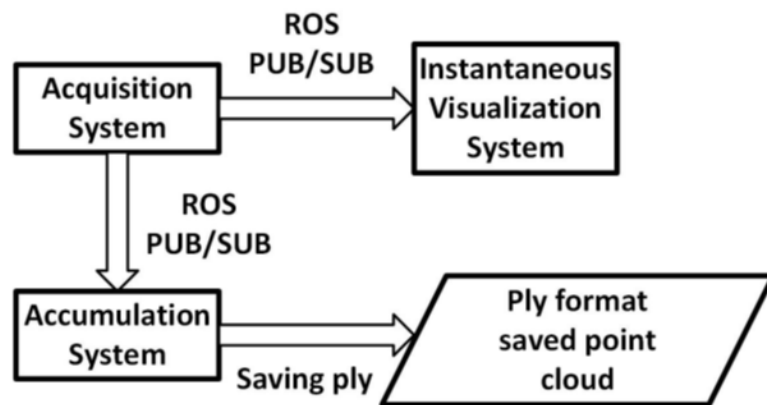 ROS
PUB/SUB
Acquisition
System
Instantaneous
Visualization
System
ROS
PUB/SUB
Accumulation
System
Saving ply
Ply format
saved point
cloud